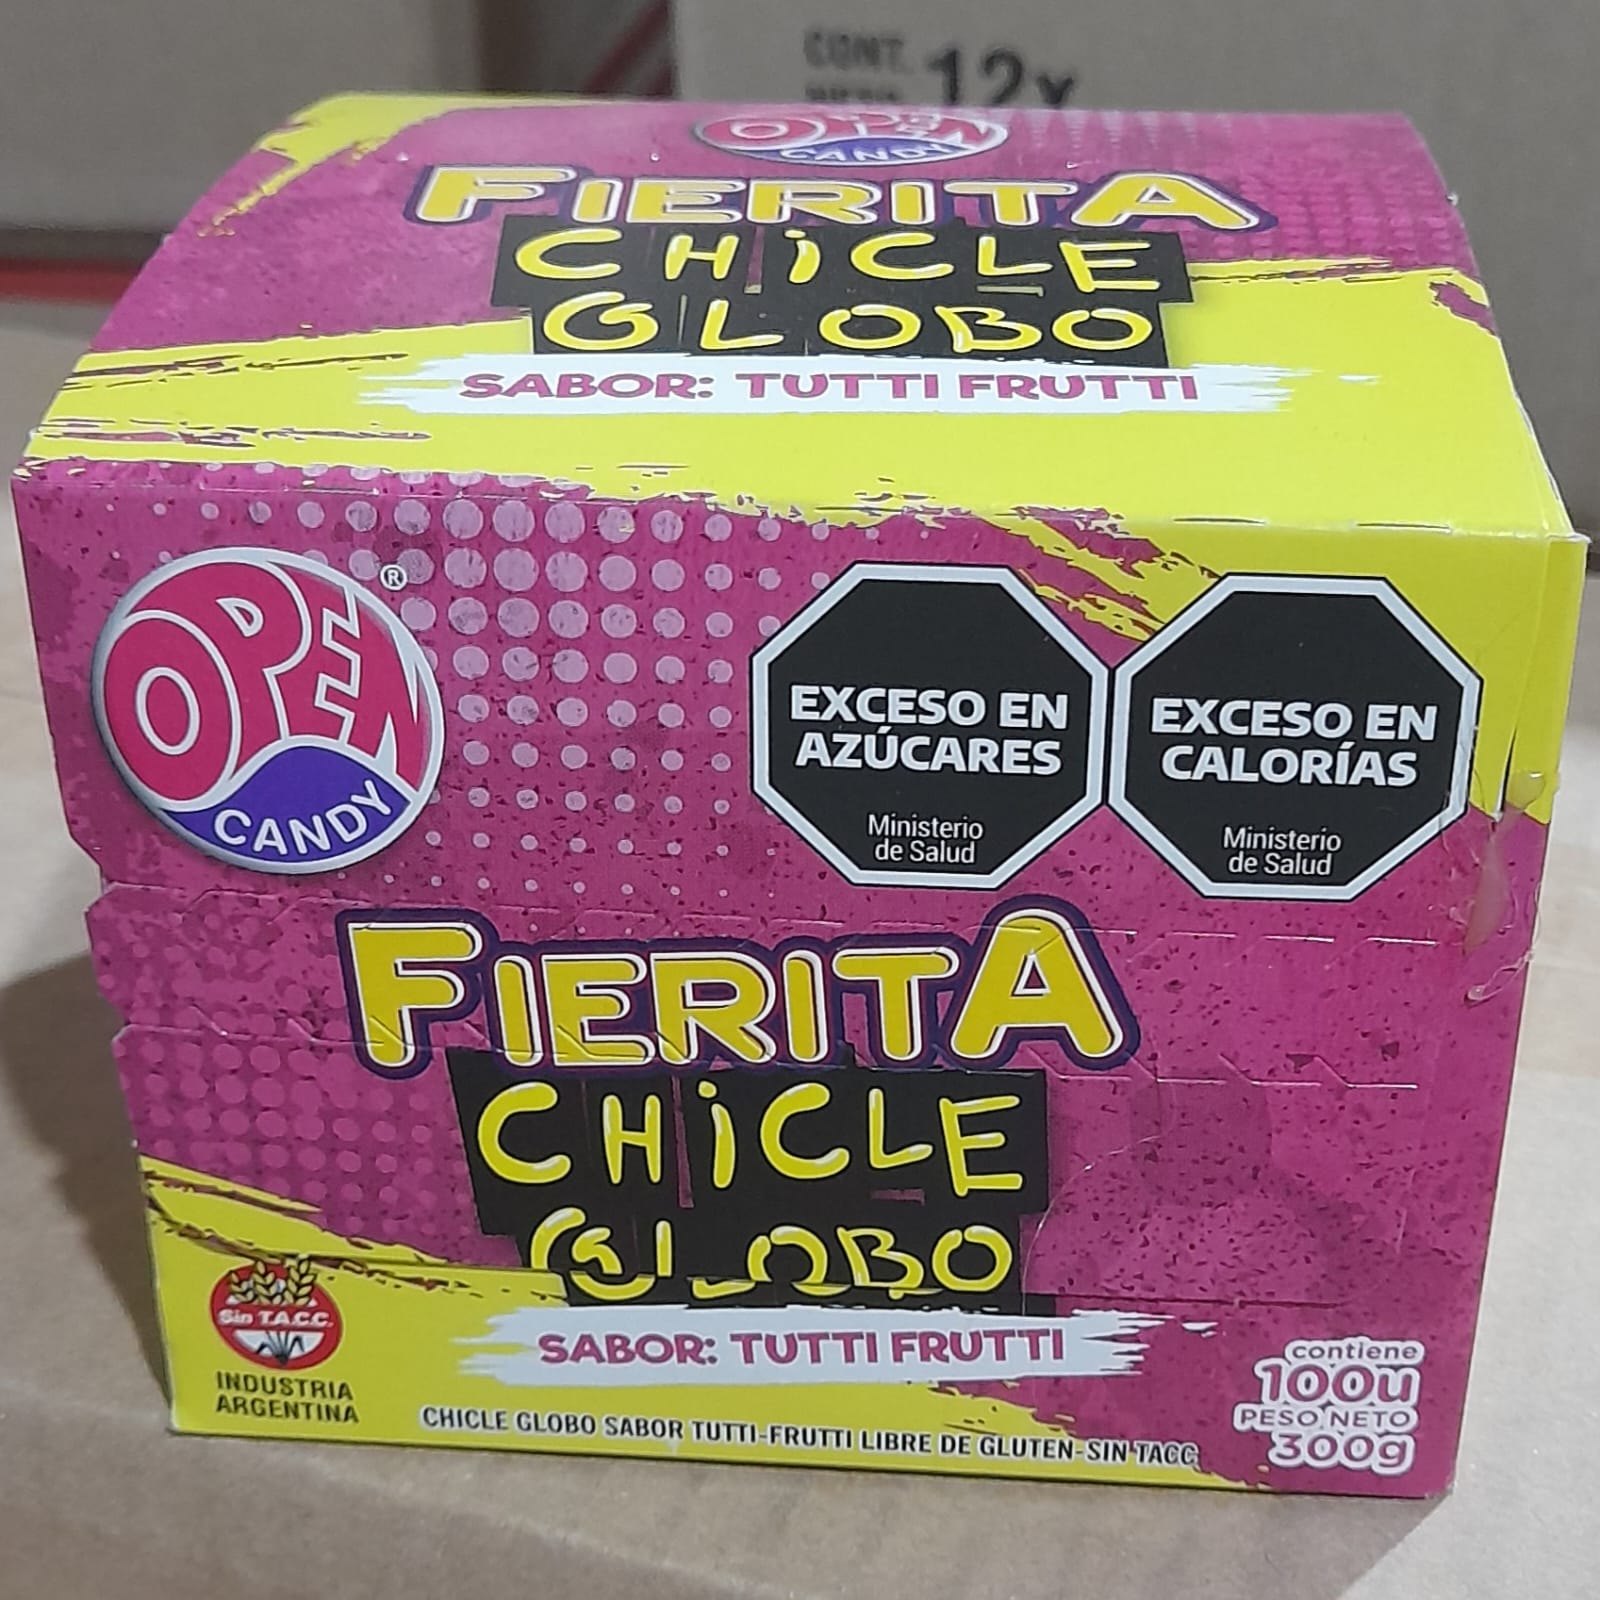 CONT.
12x
OPEN
CANDY
FIERITA
CHiCLE
GLOBO
SABOR: TUTTI FRUTTI
OPEN
CANDY
®
EXCESO EN
AZÚCARES
Ministerio
de Salud
EXCESO EN
CALORÍAS
Ministerio
de Salud
FIERITA
CHiCLE
GLOBO
SABOR: TUTTI FRUTTI
Sin T.A.C.C.
INDUSTRIA
ARGENTINA
CHICLE GLOBO SABOR TUTTI-FRUTTI LIBRE DE GLUTEN-SIN TACC
contiene
100u
PESO NETO
300g